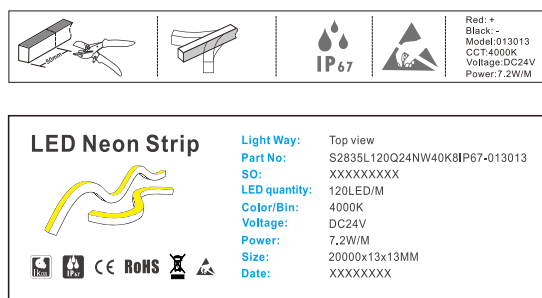 50mm
IP67
Red: +
Black: -
Model:013013
CCT:4000K
Voltage:DC24V
Power:7.2W/M
LED Neon Strip
Light Way: Top view
Part No: S2835L120Q24NW40K8IP67-013013
SO: XXXXXXXXX
LED quantity: 120LED/M
Color/Bin: 4000K
Voltage: DC24V
Power: 7.2W/M
Size: 20000x13x13MM
Date: XXXXXXXX
IK08 IP67 CE RoHS